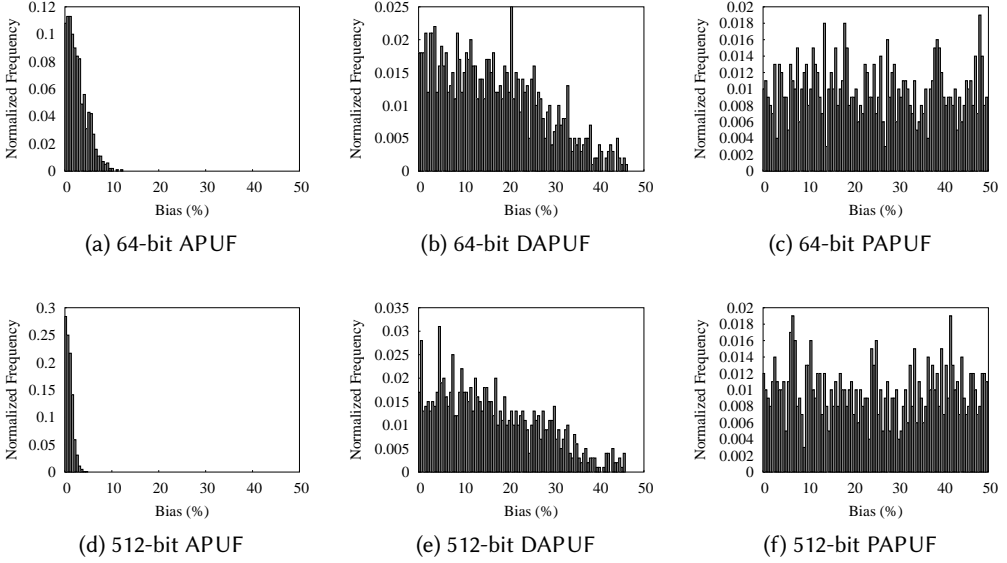 0.12
0.1
0.08
0.06
0.04
0.02
0
Normalized Frequency
0 10 20 30 40 50
Bias (%)
(a) 64-bit APUF
0.025
0.02
0.015
0.01
0.005
0
Normalized Frequency
0 10 20 30 40 50
Bias (%)
(b) 64-bit DAPUF
0.02
0.018
0.016
0.014
0.012
0.01
0.008
0.006
0.004
0.002
0
Normalized Frequency
0 10 20 30 40 50
Bias (%)
(c) 64-bit PAPUF
0.3
0.25
0.2
0.15
0.1
0.05
0
Normalized Frequency
0 10 20 30 40 50
Bias (%)
(d) 512-bit APUF
0.035
0.03
0.025
0.02
0.015
0.01
0.005
0
Normalized Frequency
0 10 20 30 40 50
Bias (%)
(e) 512-bit DAPUF
0.02
0.018
0.016
0.014
0.012
0.01
0.008
0.006
0.004
0.002
0
Normalized Frequency
0 10 20 30 40 50
Bias (%)
(f) 512-bit PAPUF